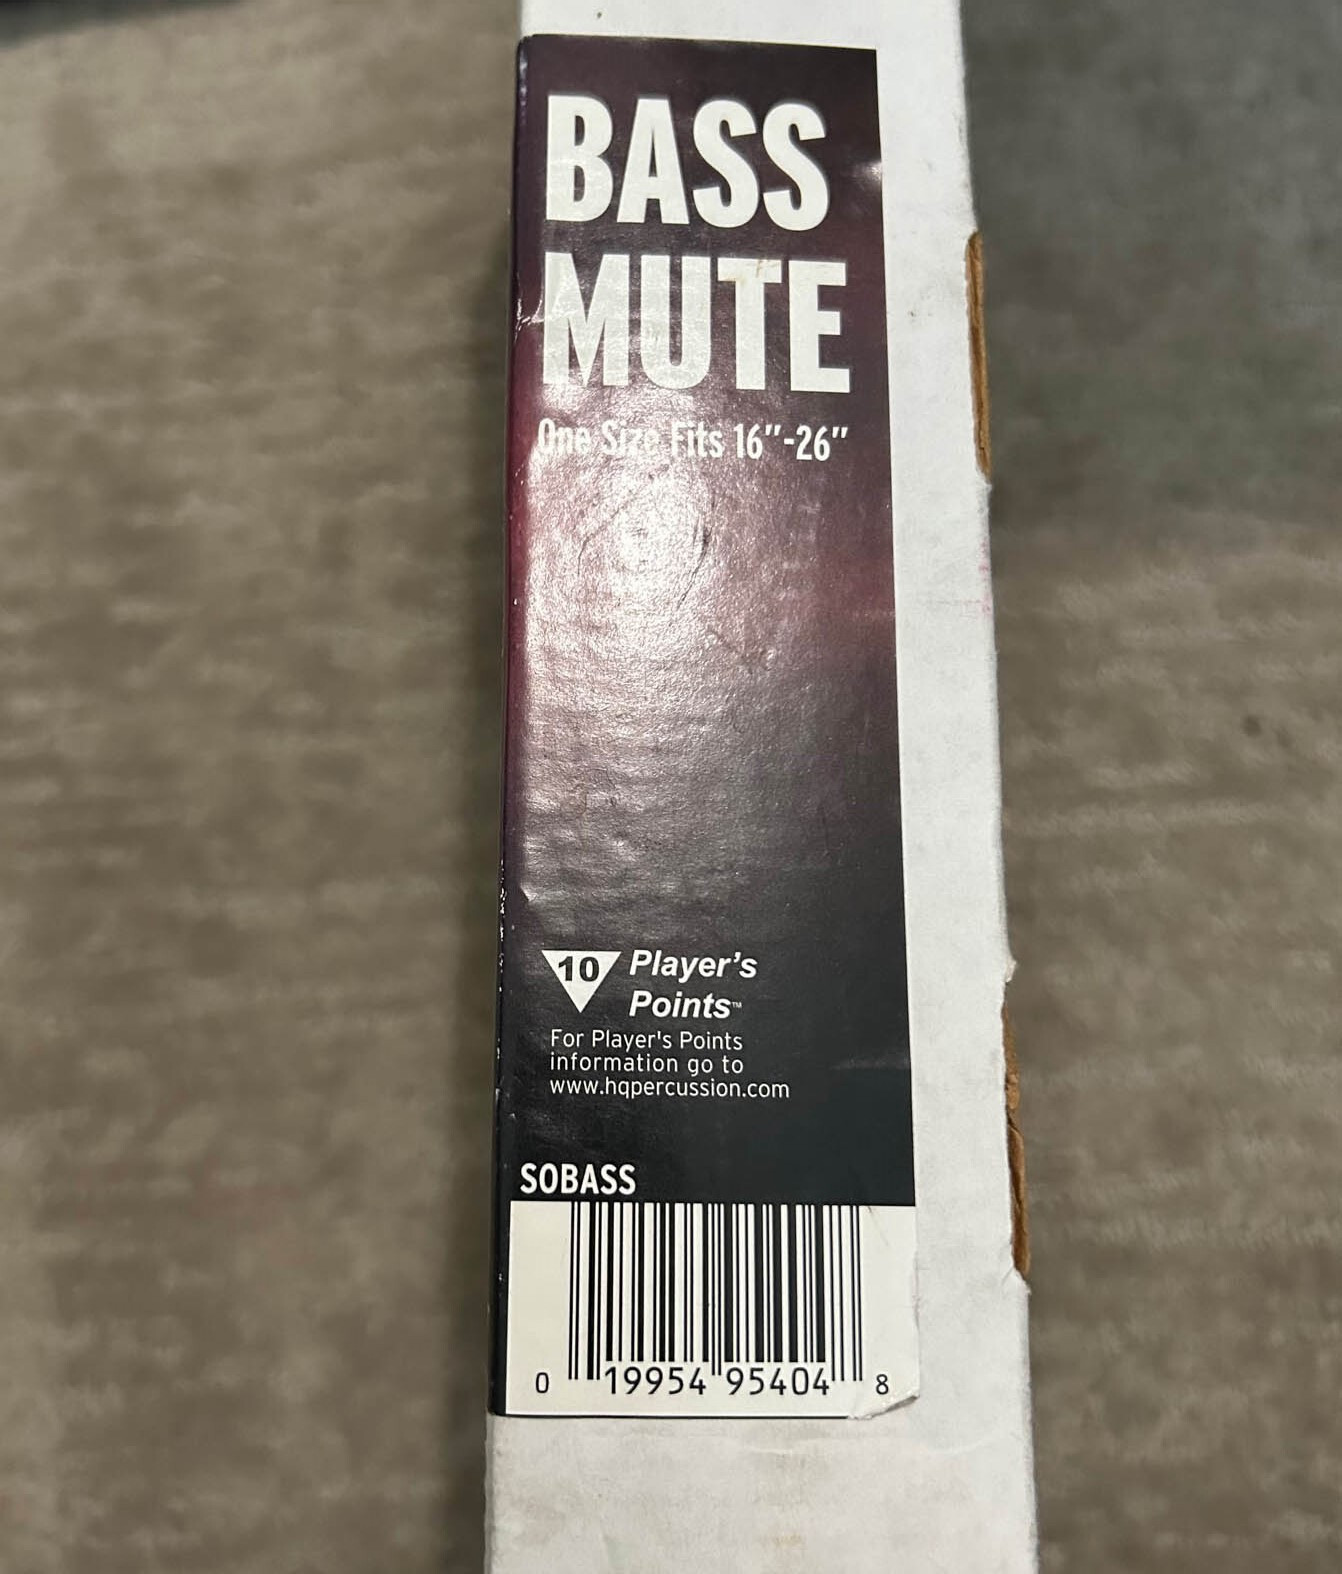 BASS
MUTE
One Size Fits 16"-26"
10 Player's
Points™
For Player's Points
information go to
www.hqpercussion.com
SOBASS
0 19954 95404 8